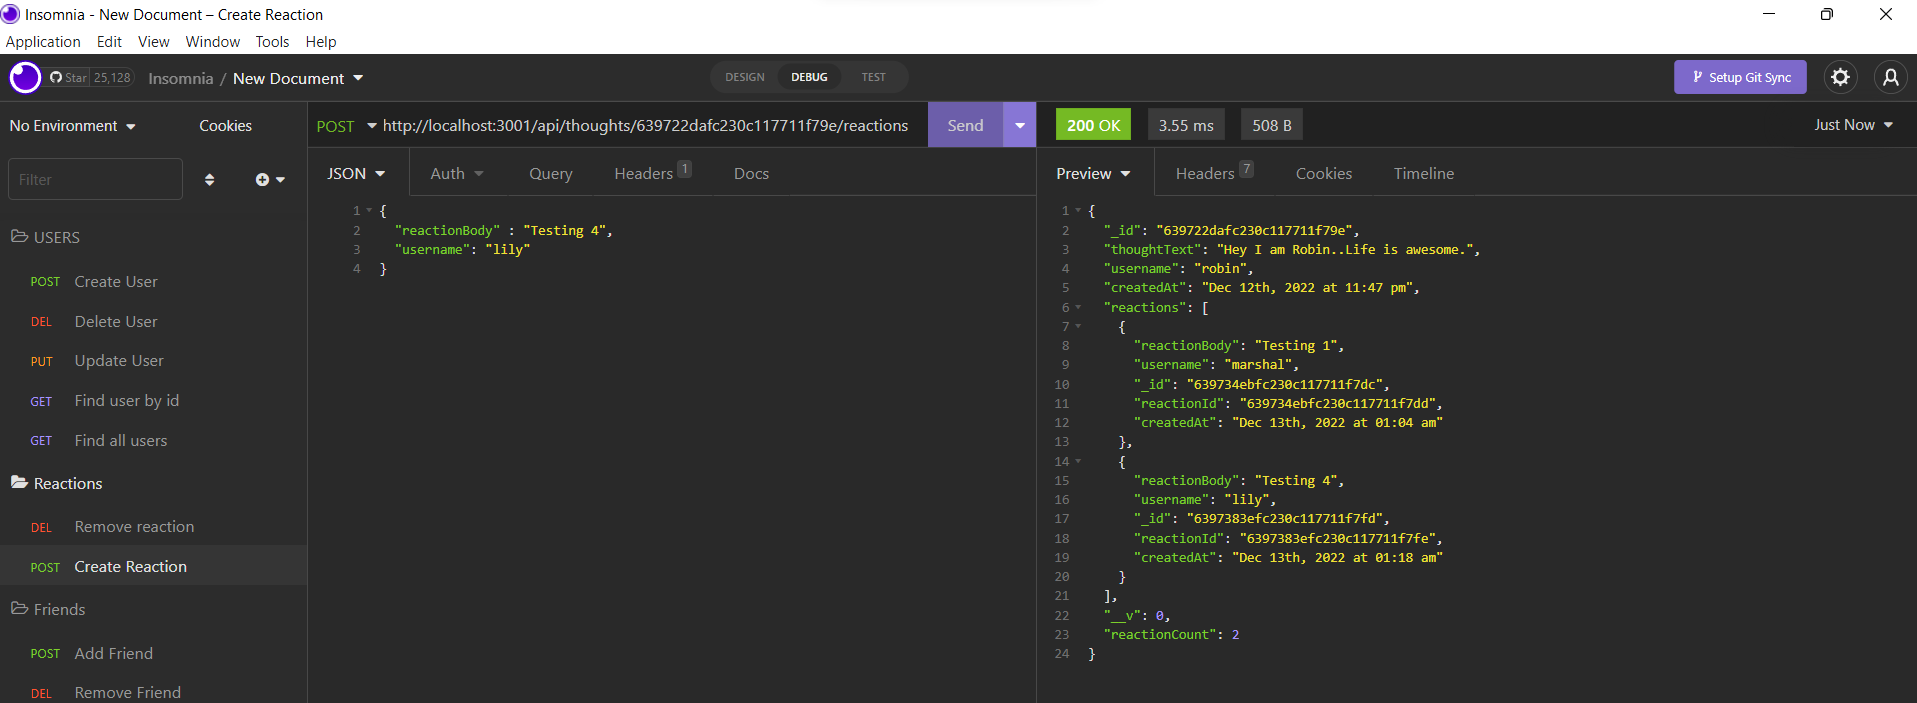 Insomnia - New Document – Create Reaction
Application Edit View Window Tools Help
Star 25,128 Insomnia / New Document
DESIGN DEBUG TEST
Setup Git Sync
No Environment Cookies
Filter
USERS
POST Create User
DEL Delete User
PUT Update User
GET Find user by id
GET Find all users
Reactions
DEL Remove reaction
POST Create Reaction
Friends
POST Add Friend
DEL Remove Friend
POST http://localhost:3001/api/thoughts/639722dafc230c117711f79e/reactions Send
JSON Auth Query Headers 1 Docs
1 {
2 "reactionBody" : "Testing 4",
3 "username": "lily"
4 }
200 OK 3.55 ms 508 B Just Now
Preview Headers 7 Cookies Timeline
1 {
2 "_id": "639722dafc230c117711f79e",
3 "thoughtText": "Hey I am Robin..Life is awesome.",
4 "username": "robin",
5 "createdAt": "Dec 12th, 2022 at 11:47 pm",
6 "reactions": [
7 {
8 "reactionBody": "Testing 1",
9 "username": "marshal",
10 "_id": "639734ebfc230c117711f7dc",
11 "reactionId": "639734ebfc230c117711f7dd",
12 "createdAt": "Dec 13th, 2022 at 01:04 am"
13 },
14 {
15 "reactionBody": "Testing 4",
16 "username": "lily",
17 "_id": "6397383efc230c117711f7fd",
18 "reactionId": "6397383efc230c117711f7fe",
19 "createdAt": "Dec 13th, 2022 at 01:18 am"
20 }
21 ],
22 "__v": 0,
23 "reactionCount": 2
24 }